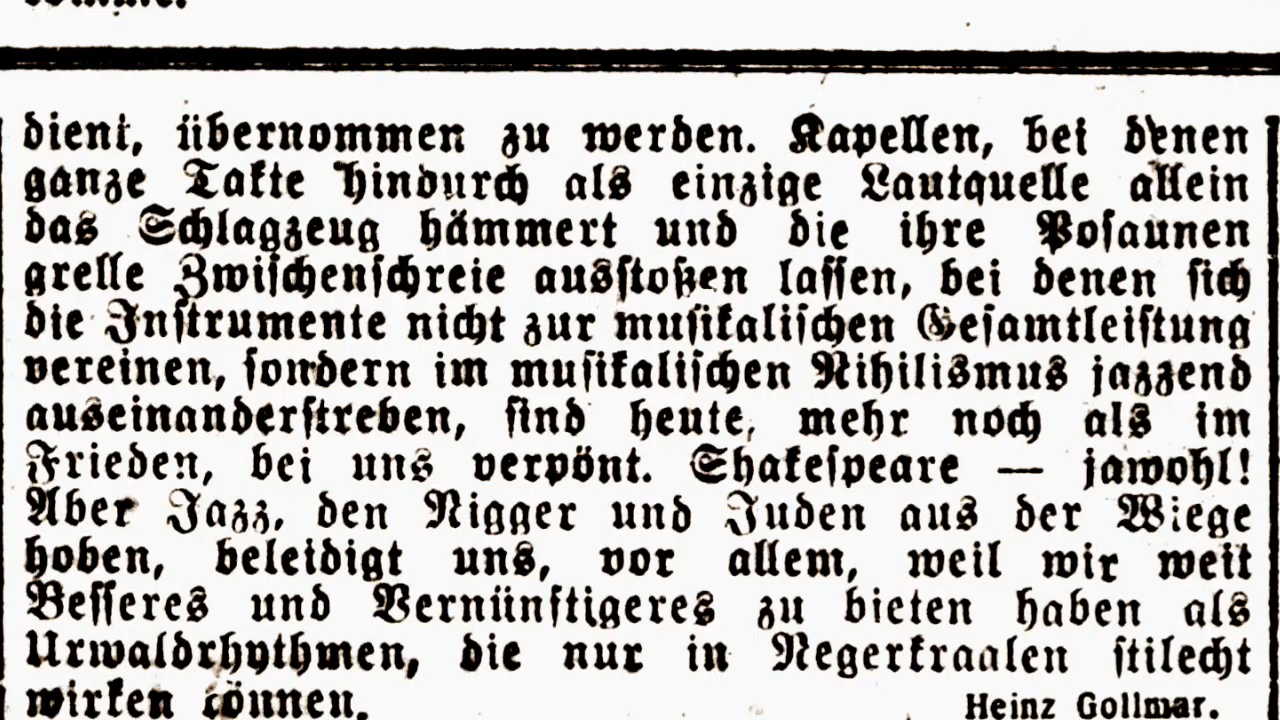 dient, übernommen zu werden. Kapellen, bei denen
ganze Takte hindurch als einzige Lautquelle allein
das Schlagzeug hämmert und die ihre Posaunen
grelle Zwischenschreie ausstoßen lassen, bei denen sich
die Instrumente nicht zur musikalischen Gesamtleistung
vereinen, sondern im musikalischen Nihilismus jazzend
auseinanderstreben, sind heute, mehr noch als im
Frieden, bei uns verpönt. Shakespeare — jawohl!
Aber Jazz, den Nigger und Juden aus der Wiege
hoben, beleidigt uns, vor allem, weil wir weit
Besseres und Vernünftigeres zu bieten haben als
Urwaldrhythmen, die nur in Negerkraalen stilecht
wirken können.
Heinz Gollmar.